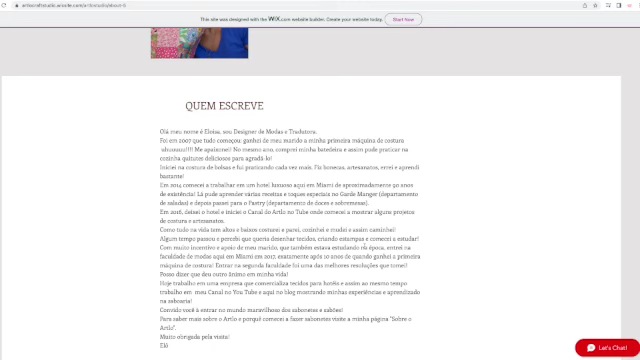 artlocraftstudio.wixsite.com/artlostudio/about-6
This site was designed with the WiX.com website builder. Create your website today. Start Now
QUEM ESCREVE
Olá meu nome é Eloisa, sou Designer de Modas e Tradutora.
Foi em 2007 que tudo começou: ganhei de meu marido a minha primeira máquina de costura
uhuuuuu!!!! Me apaixonei! No mesmo ano, comprei minha batedeira e assim pude praticar na
cozinha quitutes deliciosos para agradá-lo!
Iniciei na costura de bolsas e fui praticando cada vez mais. Fiz bonecas, artesanatos, errei e aprendi
bastante!
Em 2014 comecei a trabalhar em um hotel luxuoso aqui em Miami de aproximadamente 90 anos
de existência! Lá pude aprender várias receitas e toques especiais no Garde Manger (departamento
de saladas) e depois passei para o Pastry (departamento de doces e sobremesas).
Em 2016, deixei o hotel e iniciei o Canal do Artlo no Tube onde comecei a mostrar alguns projetos
de costura e artesanatos.
Como tudo na vida tem altos e baixos costurei e parei, cozinhei e mudei e assim caminhei!
Algum tempo passou e percebi que queria desenhar tecidos, criando estampas e comecei a estudar!
Com muito incentivo e apoio de meu marido, que também estava estudando na época, entrei na
faculdade de modas aqui em Miami em 2017, exatamente após 10 anos de quando ganhei a primeira
máquina de costura! Entrar na segunda faculdade foi uma das melhores resoluções que tomei!
Posso dizer que deu outro ânimo em minha vida!
Hoje trabalho em uma empresa que comercializa tecidos para hotéis e assim ao mesmo tempo
trabalho em meu Canal no You Tube e aqui no blog mostrando minhas experiências e aprendizado
na saboaria!
Convido você à entrar no mundo maravilhoso dos sabonetes e sabões!
Para saber mais sobre o Artlo e porquê comecei a fazer sabonetes visite a minha página "Sobre o
Artlo".
Muito obrigada pela visita!
Elô
Let's Chat!